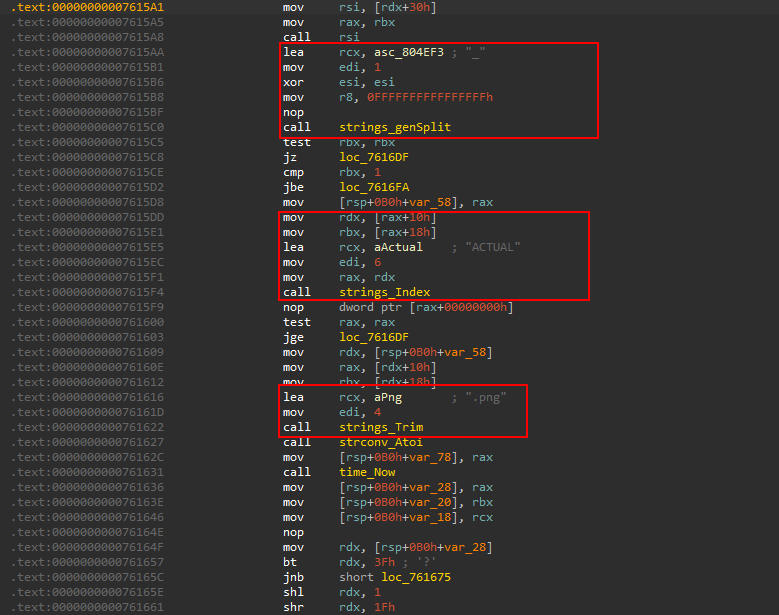 .text:00000000007615A1 mov rsi, [rdx+30h]
.text:00000000007615A5 mov rax, rbx
.text:00000000007615A8 call rsi
.text:00000000007615AA lea rcx, asc_804EF3 ; "_"
.text:00000000007615B1 mov edi, 1
.text:00000000007615B6 xor esi, esi
.text:00000000007615B8 mov r8, 0FFFFFFFFFFFFFFFFh
.text:00000000007615BF nop
.text:00000000007615C0 call strings_genSplit
.text:00000000007615C5 test rbx, rbx
.text:00000000007615C8 jz loc_7616DF
.text:00000000007615CE cmp rbx, 1
.text:00000000007615D2 jbe loc_7616FA
.text:00000000007615D8 mov [rsp+0B0h+var_58], rax
.text:00000000007615DD mov rdx, [rax+10h]
.text:00000000007615E1 mov rbx, [rax+18h]
.text:00000000007615E5 lea rcx, aActual ; "ACTUAL"
.text:00000000007615EC mov edi, 6
.text:00000000007615F1 mov rax, rdx
.text:00000000007615F4 call strings_Index
.text:00000000007615F9 nop dword ptr [rax+00000000h]
.text:0000000000761600 test rax, rax
.text:0000000000761603 jge loc_7616DF
.text:0000000000761609 mov rdx, [rsp+0B0h+var_58]
.text:000000000076160E mov rax, [rdx+10h]
.text:0000000000761612 mov rbx, [rdx+18h]
.text:0000000000761616 lea rcx, aPng ; ".png"
.text:000000000076161D mov edi, 4
.text:0000000000761622 call strings_Trim
.text:0000000000761627 call strconv_Atoi
.text:000000000076162C mov [rsp+0B0h+var_78], rax
.text:0000000000761631 call time_Now
.text:0000000000761636 mov [rsp+0B0h+var_28], rax
.text:000000000076163E mov [rsp+0B0h+var_20], rbx
.text:0000000000761646 mov [rsp+0B0h+var_18], rcx
.text:000000000076164E nop
.text:000000000076164F mov rdx, [rsp+0B0h+var_28]
.text:0000000000761657 bt rdx, 3Fh ; '?'
.text:000000000076165C jnb short loc_761675
.text:000000000076165E shl rdx, 1
.text:0000000000761661 shr rdx, 1Fh